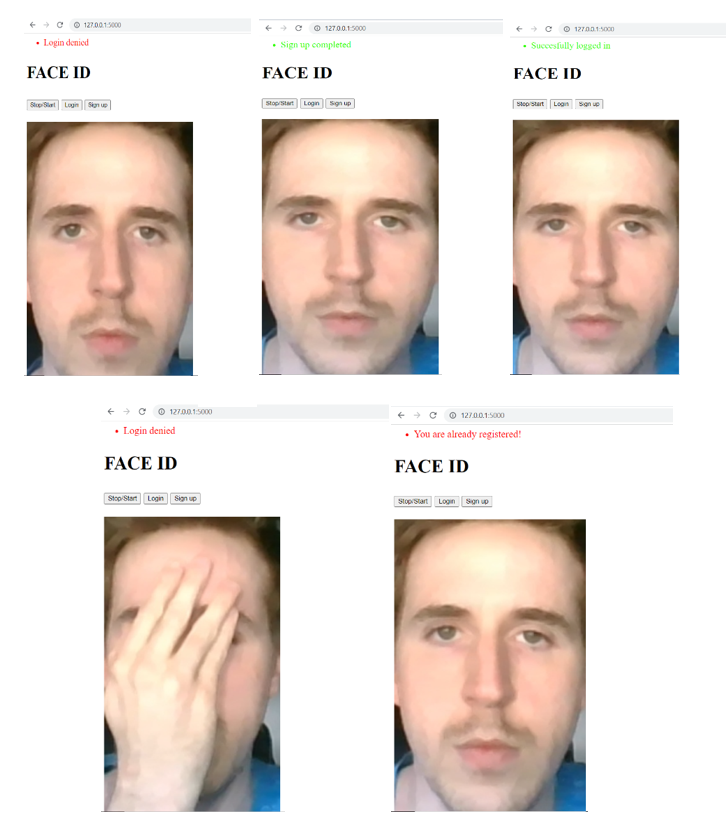 127.0.0.1:5000
• Login denied
FACE ID
Stop/Start Login Sign up
127.0.0.1:5000
• Sign up completed
FACE ID
Stop/Start Login Sign up
127.0.0.1:5000
• Succesfully logged in
FACE ID
Stop/Start Login Sign up
127.0.0.1:5000
• Login denied
FACE ID
Stop/Start Login Sign up
127.0.0.1:5000
• You are already registered!
FACE ID
Stop/Start Login Sign up